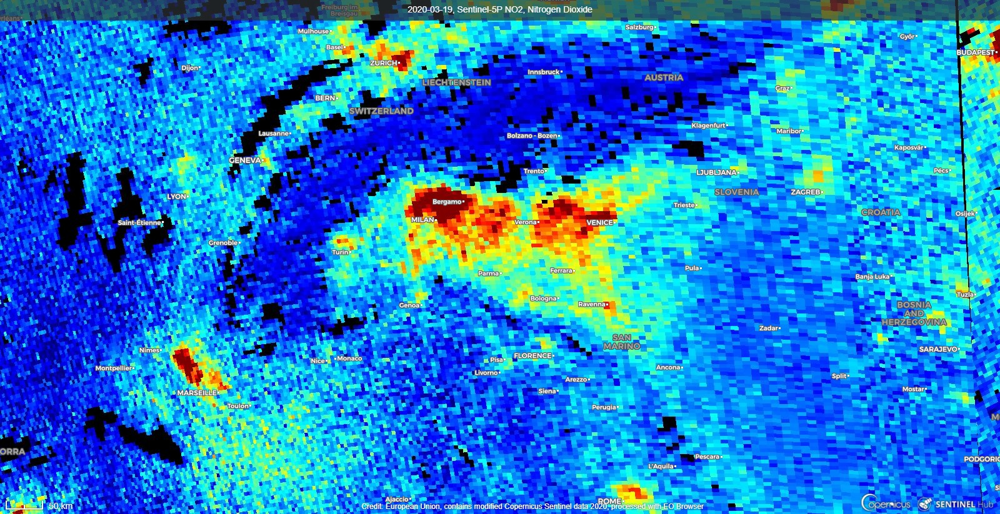 2020-03-19, Sentinel-5P NO2, Nitrogen Dioxide
Freiburg im
Breisgau
Orléans
Mulhouse
Salzburg
Győr
Basel
BUDAPEST
ZURICH
Dijon
Innsbruck
LIECHTENSTEIN
AUSTRIA
Graz
BERN
SWITZERLAND
Klagenfurt
Lausanne
Bolzano - Bozen
Maribor
Kaposvár
GENEVA
Trento
LJUBLJANA
Pécs
SLOVENIA
ZAGREB
LYON
Bergamo
Trieste
CROATIA
Osijek
Saint-Étienne
MILAN
Verona
VENICE
Grenoble
Turin
Parma
Ferrara
Pula
Banja Luka
Tuzla
Genoa
Bologna
Ravenna
BOSNIA
AND
HERZEGOVINA
Zadar
SAN
MARINO
Nîmes
SARAJEVO
Nice
Monaco
Pisa
FLORENCE
Montpellier
Livorno
Ancona
Arezzo
Split
MARSEILLE
Siena
Mostar
Toulon
Perugia
ORRA
Pescara
PODGORIC
L'Aquila
Ajaccio
ROME
50 km
Credit: European Union, contains modified Copernicus Sentinel data 2020, processed with EO Browser
Copernicus
SENTINEL Hub